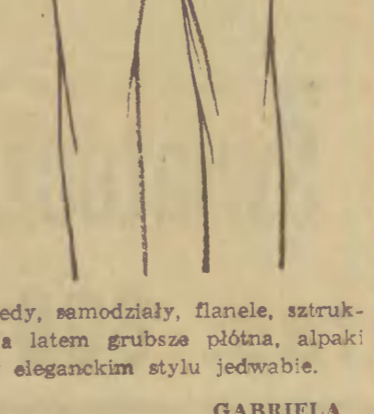 edy, samodziały, flanele, sztruk-
a latem grubsze płótna, alpaki
eleganckim stylu jedwabie.
GABRIELA